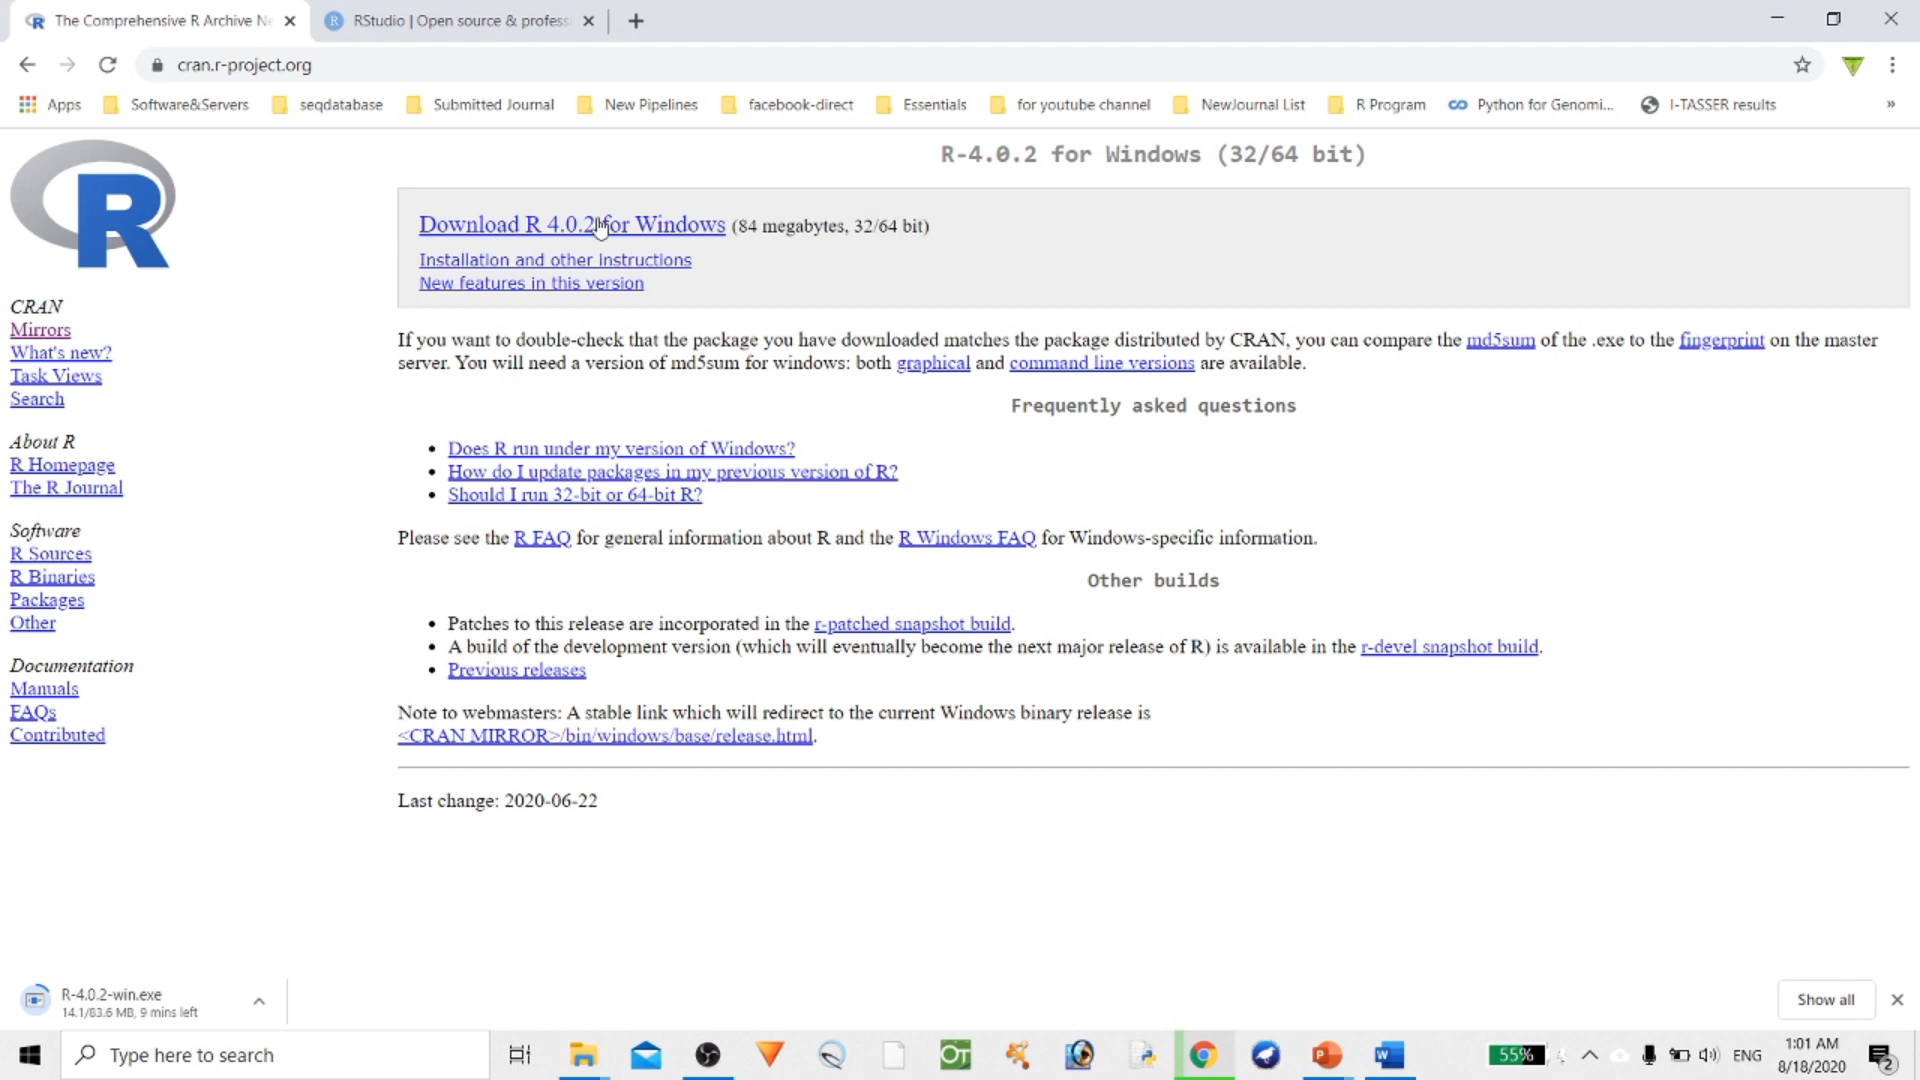 The Comprehensive R Archive Ne
RStudio | Open source & profess
cran.r-project.org
Apps
Software&Servers
seqdatabase
Submitted Journal
New Pipelines
facebook-direct
Essentials
for youtube channel
NewJournal List
R Program
Python for Genomi...
I-TASSER results
»
R
R-4.0.2 for Windows (32/64 bit)
Download R 4.0.2 for Windows (84 megabytes, 32/64 bit)
Installation and other instructions
New features in this version
CRAN
Mirrors
What's new?
Task Views
Search
About R
R Homepage
The R Journal
Software
R Sources
R Binaries
Packages
Other
Documentation
Manuals
FAQs
Contributed
If you want to double-check that the package you have downloaded matches the package distributed by CRAN, you can compare the md5sum of the .exe to the fingerprint on the master
server. You will need a version of md5sum for windows: both graphical and command line versions are available.
Frequently asked questions
• Does R run under my version of Windows?
• How do I update packages in my previous version of R?
• Should I run 32-bit or 64-bit R?
Please see the R FAQ for general information about R and the R Windows FAQ for Windows-specific information.
Other builds
• Patches to this release are incorporated in the r-patched snapshot build.
• A build of the development version (which will eventually become the next major release of R) is available in the r-devel snapshot build.
• Previous releases
Note to webmasters: A stable link which will redirect to the current Windows binary release is
<CRAN MIRROR>/bin/windows/base/release.html.
Last change: 2020-06-22
R-4.0.2-win.exe
14.1/83.6 MB, 9 mins left
Show all
Type here to search
OT
55%
ENG
1:01 AM
8/18/2020
2